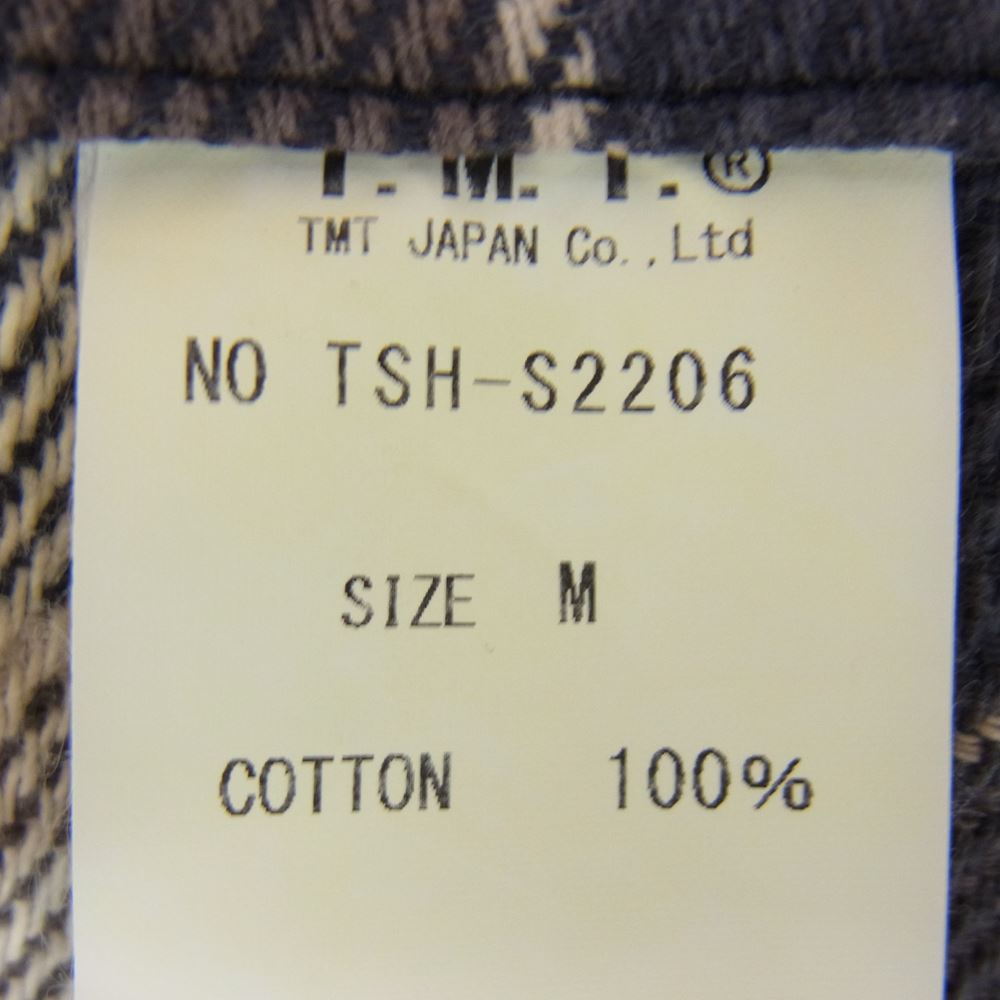 T.M.T.®
TMT JAPAN Co.,Ltd
NO TSH-S2206
SIZE M
COTTON 100%